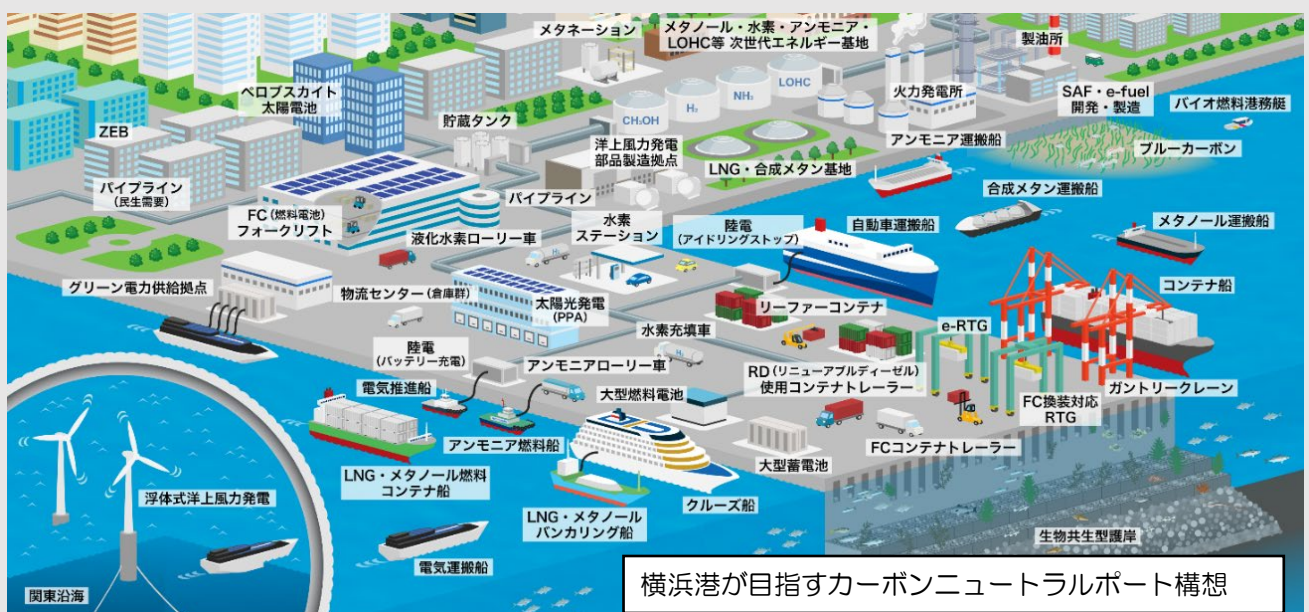 メタネーション
メタノール・水素・アンモニア・
LOHC等 次世代エネルギー基地
製油所
ペロブスカイト
太陽電池
ZEB
貯蔵タンク
CH₃OH
H₂
NH₃
LOHC
火力発電所
SAF・e-fuel
開発・製造
バイオ燃料港務艇
洋上風力発電
部品製造拠点
LNG・合成メタン基地
アンモニア運搬船
ブルーカーボン
パイプライン
(民生需要)
パイプライン
合成メタン運搬船
FC(燃料電池)
フォークリフト
液化水素ローリー車
水素
ステーション
陸電
(アイドリングストップ)
自動車運搬船
メタノール運搬船
H₂
グリーン電力供給拠点
物流センター(倉庫群)
太陽光発電
(PPA)
リーファーコンテナ
コンテナ船
水素充填車
H₂
e-RTG
陸電
(バッテリー充電)
アンモニアローリー車
RD(リニューアブルディーゼル)
使用コンテナトレーラー
ガントリークレーン
電気推進船
大型燃料電池
FC換装対応
RTG
アンモニア燃料船
FCコンテナトレーラー
LNG・メタノール燃料
コンテナ船
大型蓄電池
浮体式洋上風力発電
クルーズ船
LNG・メタノール
バンカリング船
生物共生型護岸
電気運搬船
関東沿海
横浜港が目指すカーボンニュートラルポート構想